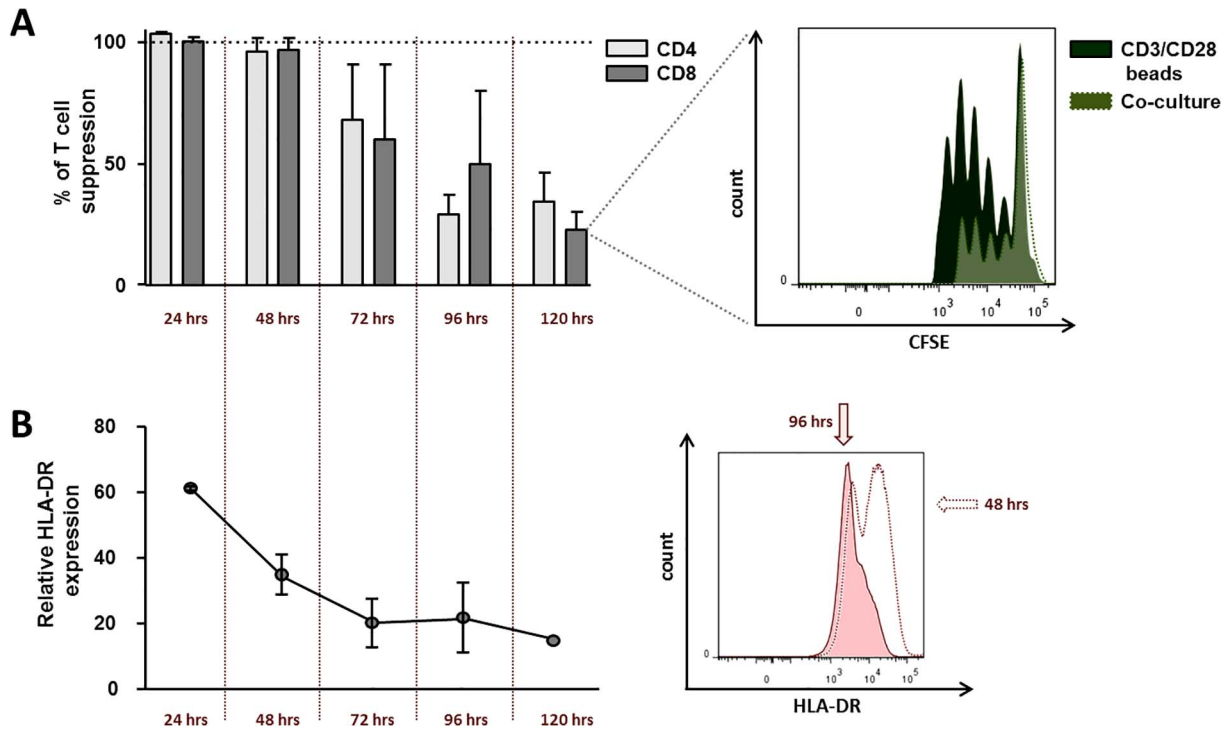 A
% of T cell
suppression
100
50
0
24 hrs
48 hrs
72 hrs
96 hrs
120 hrs
CD4
CD8
count
0
0
10³
10⁴
10⁵
CFSE
CD3/CD28
beads
Co-culture
B
Relative HLA-DR
expression
80
60
40
20
0
24 hrs
48 hrs
72 hrs
96 hrs
120 hrs
96 hrs
48 hrs
count
0
0
10³
10⁴
10⁵
HLA-DR